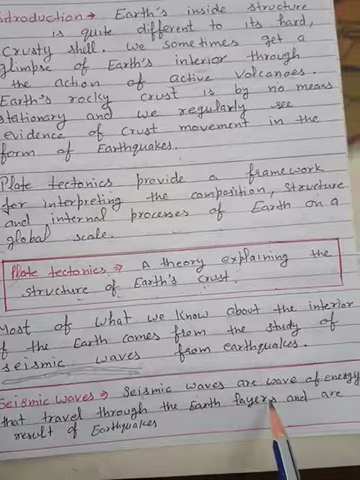 Introduction → Earth's inside structure
is quite different to its hard,
crusty shell. We sometimes get a
glimpse of Earth's interior through
the action of active volcanoes.
Earth's rocky crust is by no means
stationary and we regularly see
evidence of crust movement in the
form of Earthquakes.
Plate tectonics provide a framework
for interpreting the composition, structure
and internal processes of Earth on a
global scale.
Plate tectonics → A theory explaining the
structure of Earth's crust.
Most of what we know about the interior
of the Earth comes from the study of
seismic waves from earthquakes.
Seismic waves → Seismic waves are wave of energy
that travel through the Earth layers and are
result of Earthquakes